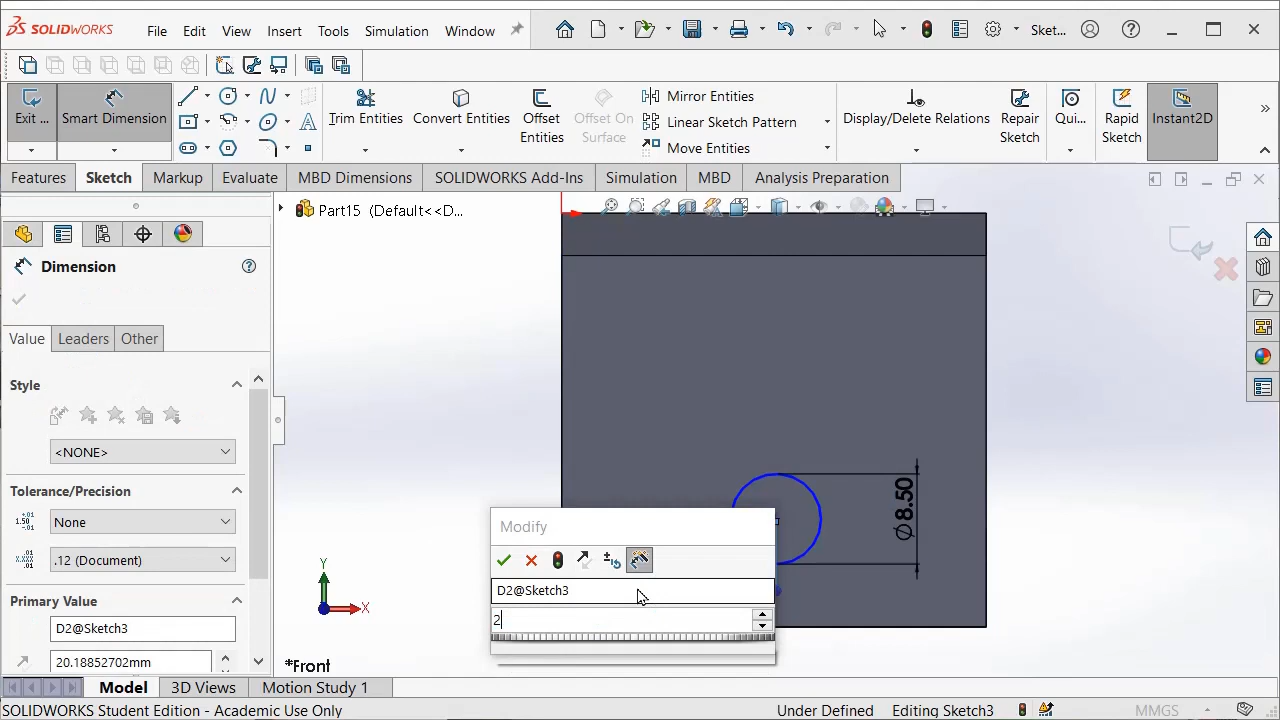 SOLIDWORKS File Edit View Insert Tools Simulation Window Sket...
Exit ... Smart Dimension Trim Entities Convert Entities Offset Entities Offset On Surface Mirror Entities Linear Sketch Pattern Move Entities Display/Delete Relations Repair Sketch Qui... Rapid Sketch Instant2D
Features Sketch Markup Evaluate MBD Dimensions SOLIDWORKS Add-Ins Simulation MBD Analysis Preparation
Part15 (Default<<D...
Dimension
Value Leaders Other
Style
<NONE>
Tolerance/Precision
None
.12 (Document)
Primary Value
D2@Sketch3
20.18852702mm
Ø8.50
Modify
D2@Sketch3
2
Y
X
*Front
Model 3D Views Motion Study 1
SOLIDWORKS Student Edition - Academic Use Only Under Defined Editing Sketch3 MMGS